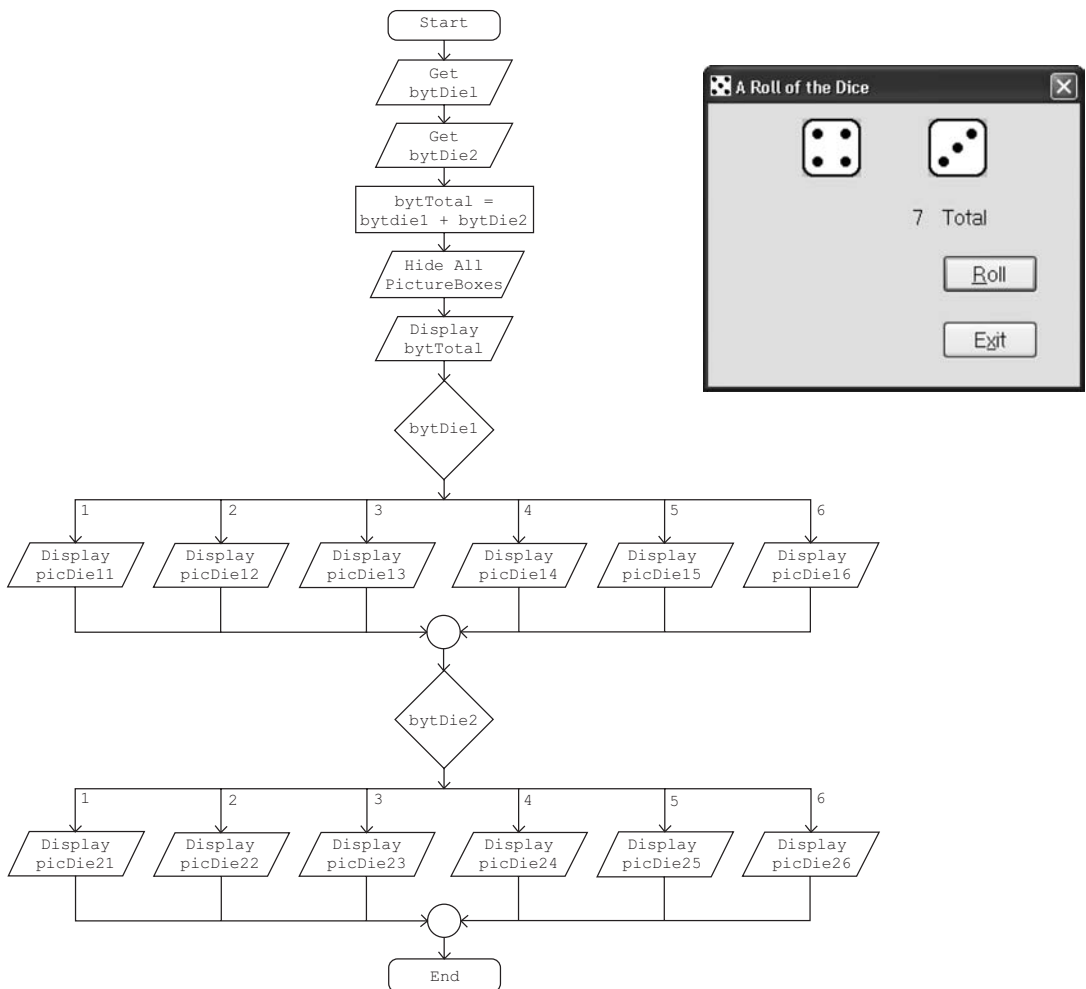 Start
Get
bytDie1
Get
bytDie2
bytTotal =
bytdie1 + bytDie2
Hide All
PictureBoxes
Display
bytTotal
bytDie1
1
2
3
4
5
6
Display
picDie11
Display
picDie12
Display
picDie13
Display
picDie14
Display
picDie15
Display
picDie16
bytDie2
1
2
3
4
5
6
Display
picDie21
Display
picDie22
Display
picDie23
Display
picDie24
Display
picDie25
Display
picDie26
End
A Roll of the Dice
7 Total
Roll
Exit